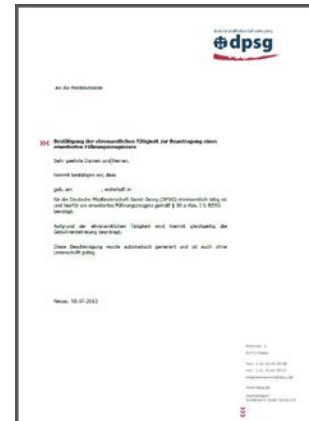 dpsg
An die Meldebehörde
Bestätigung der ehrenamtlichen Tätigkeit zur Beantragung eines
erweiterten Führungszeugnisses
Sehr geehrte Damen und Herren,
hiermit bestätigen wir, dass
geb. am , wohnhaft in
für die Deutsche Pfadfinderschaft Sankt Georg (DPSG) ehrenamtlich tätig ist
und hierfür ein erweitertes Führungszeugnis gemäß § 30 a Abs. 2 b BZRG
benötigt.
Aufgrund der ehrenamtlichen Tätigkeit wird hiermit gleichzeitig die
Gebührenbefreiung beantragt.
Diese Bescheinigung wurde automatisch generiert und ist auch ohne
Unterschrift gültig.
Neuss, 08.07.2013